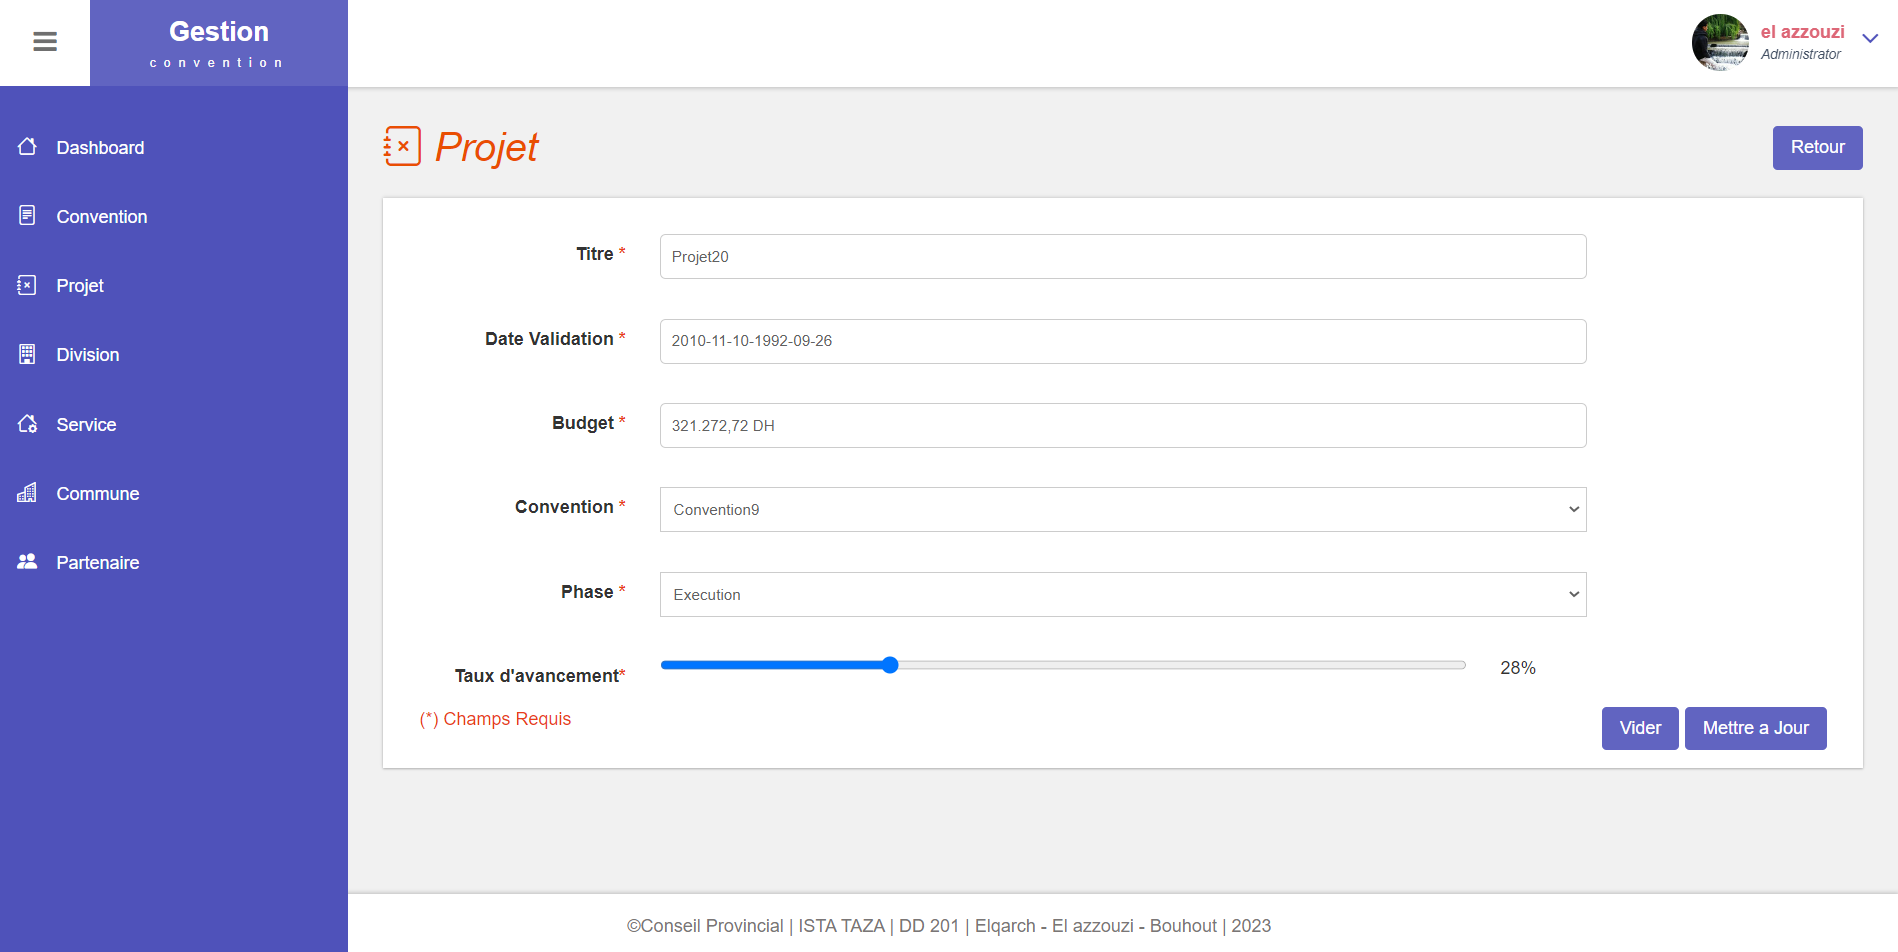 Gestion
convention
el azzouzi
Administrator
Dashboard
Convention
Projet
Division
Service
Commune
Partenaire
Projet
Retour
Titre *
Projet20
Date Validation *
2010-11-10-1992-09-26
Budget *
321.272,72 DH
Convention *
Convention9
Phase *
Execution
Taux d'avancement*
28%
(*) Champs Requis
Vider
Mettre a Jour
©Conseil Provincial | ISTA TAZA | DD 201 | Elqarch - El azzouzi - Bouhout | 2023